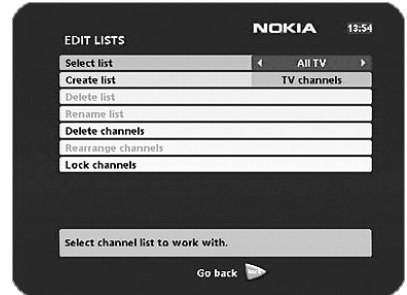 NOKIA 13:54
EDIT LISTS
Select list All TV
Create list TV channels
Delete list
Rename list
Delete channels
Rearrange channels
Lock channels
Select channel list to work with.
Go back